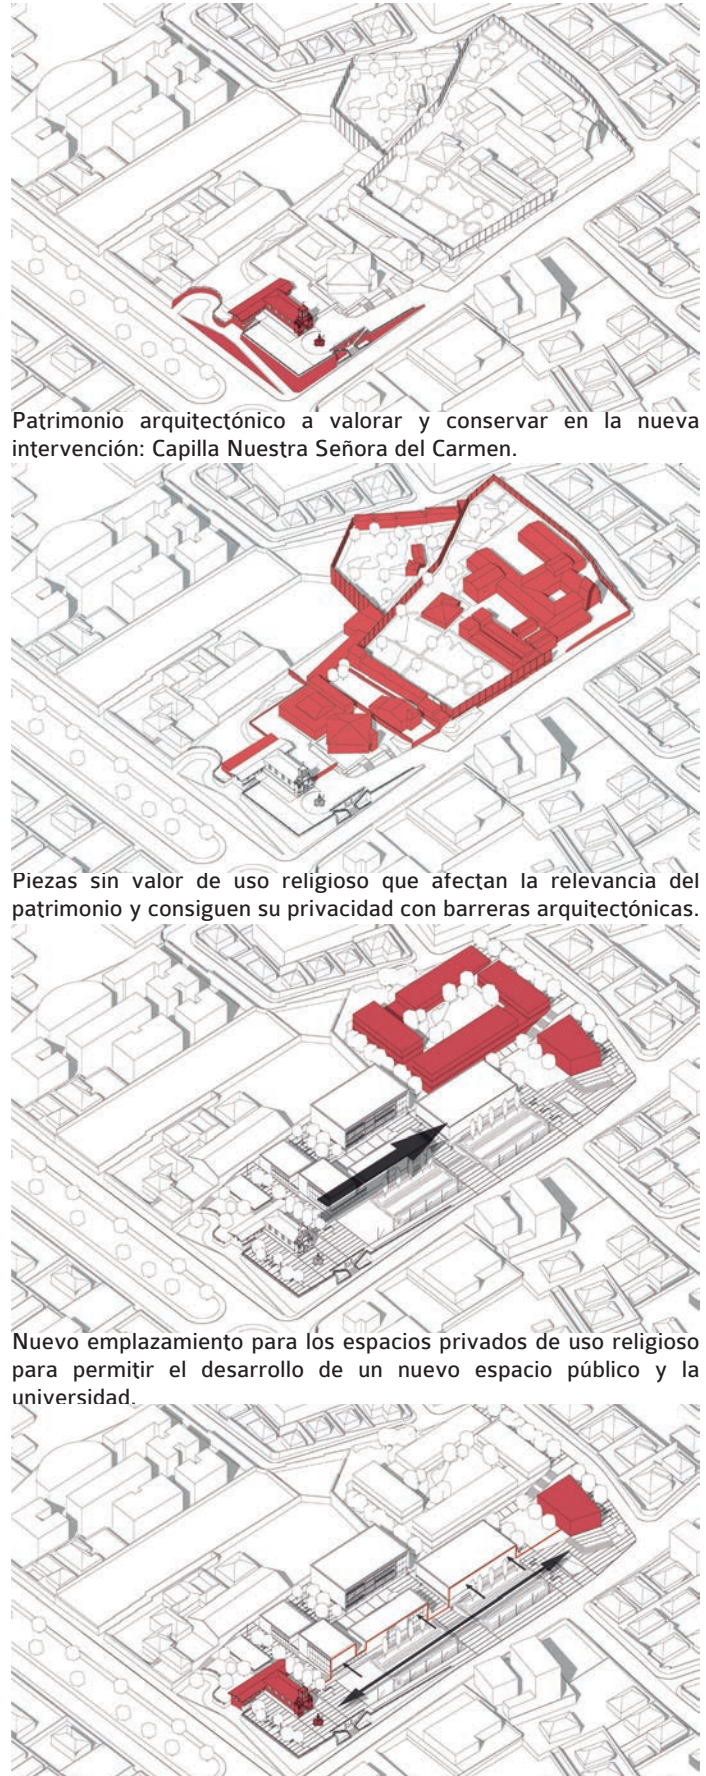 Patrimonio arquitectónico a valorar y conservar en la nueva
intervención: Capilla Nuestra Señora del Carmen.
Piezas sin valor de uso religioso que afectan la relevancia del
patrimonio y consiguen su privacidad con barreras arquitectónicas.
Nuevo emplazamiento para los espacios privados de uso religioso
para permitir el desarrollo de un nuevo espacio público y la
universidad.